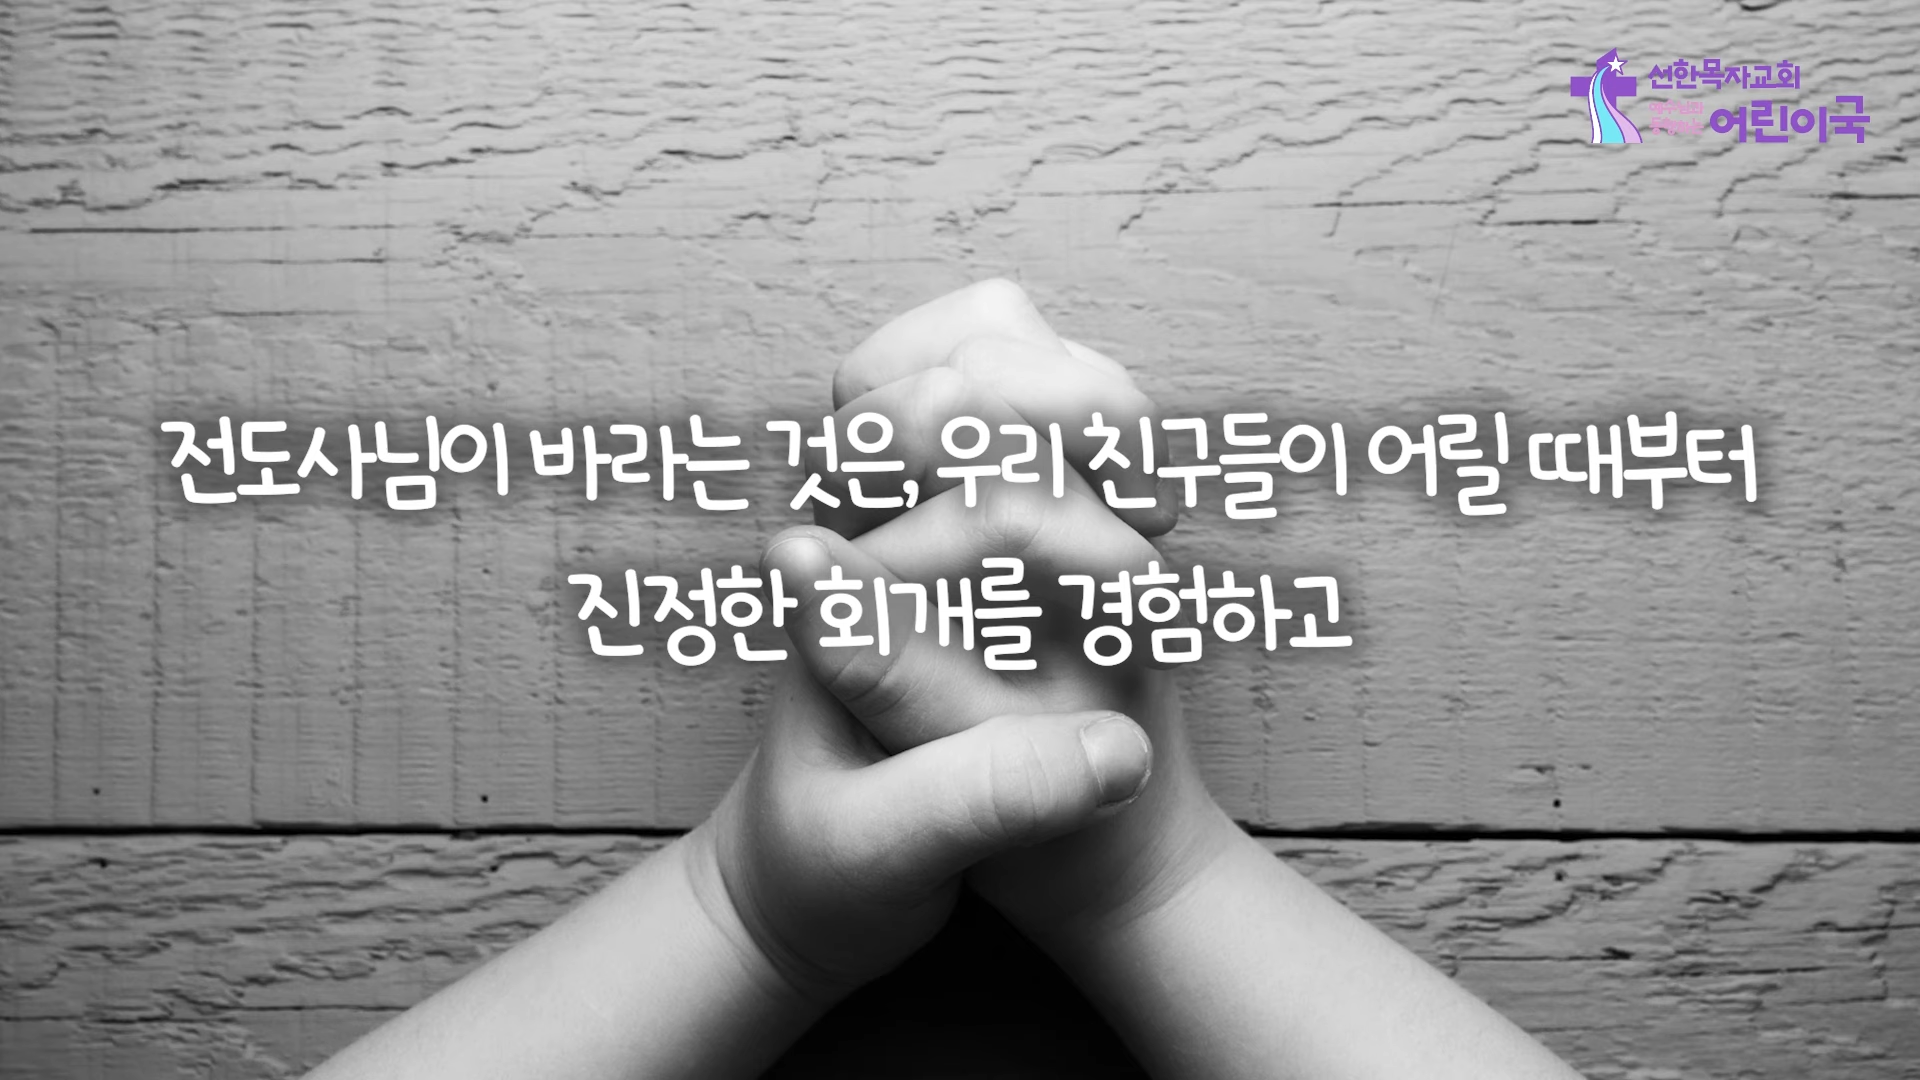 선한목자교회
어린이국
전도사님이 바라는 것은, 우리 친구들이 어릴 때부터
진정한 회개를 경험하고